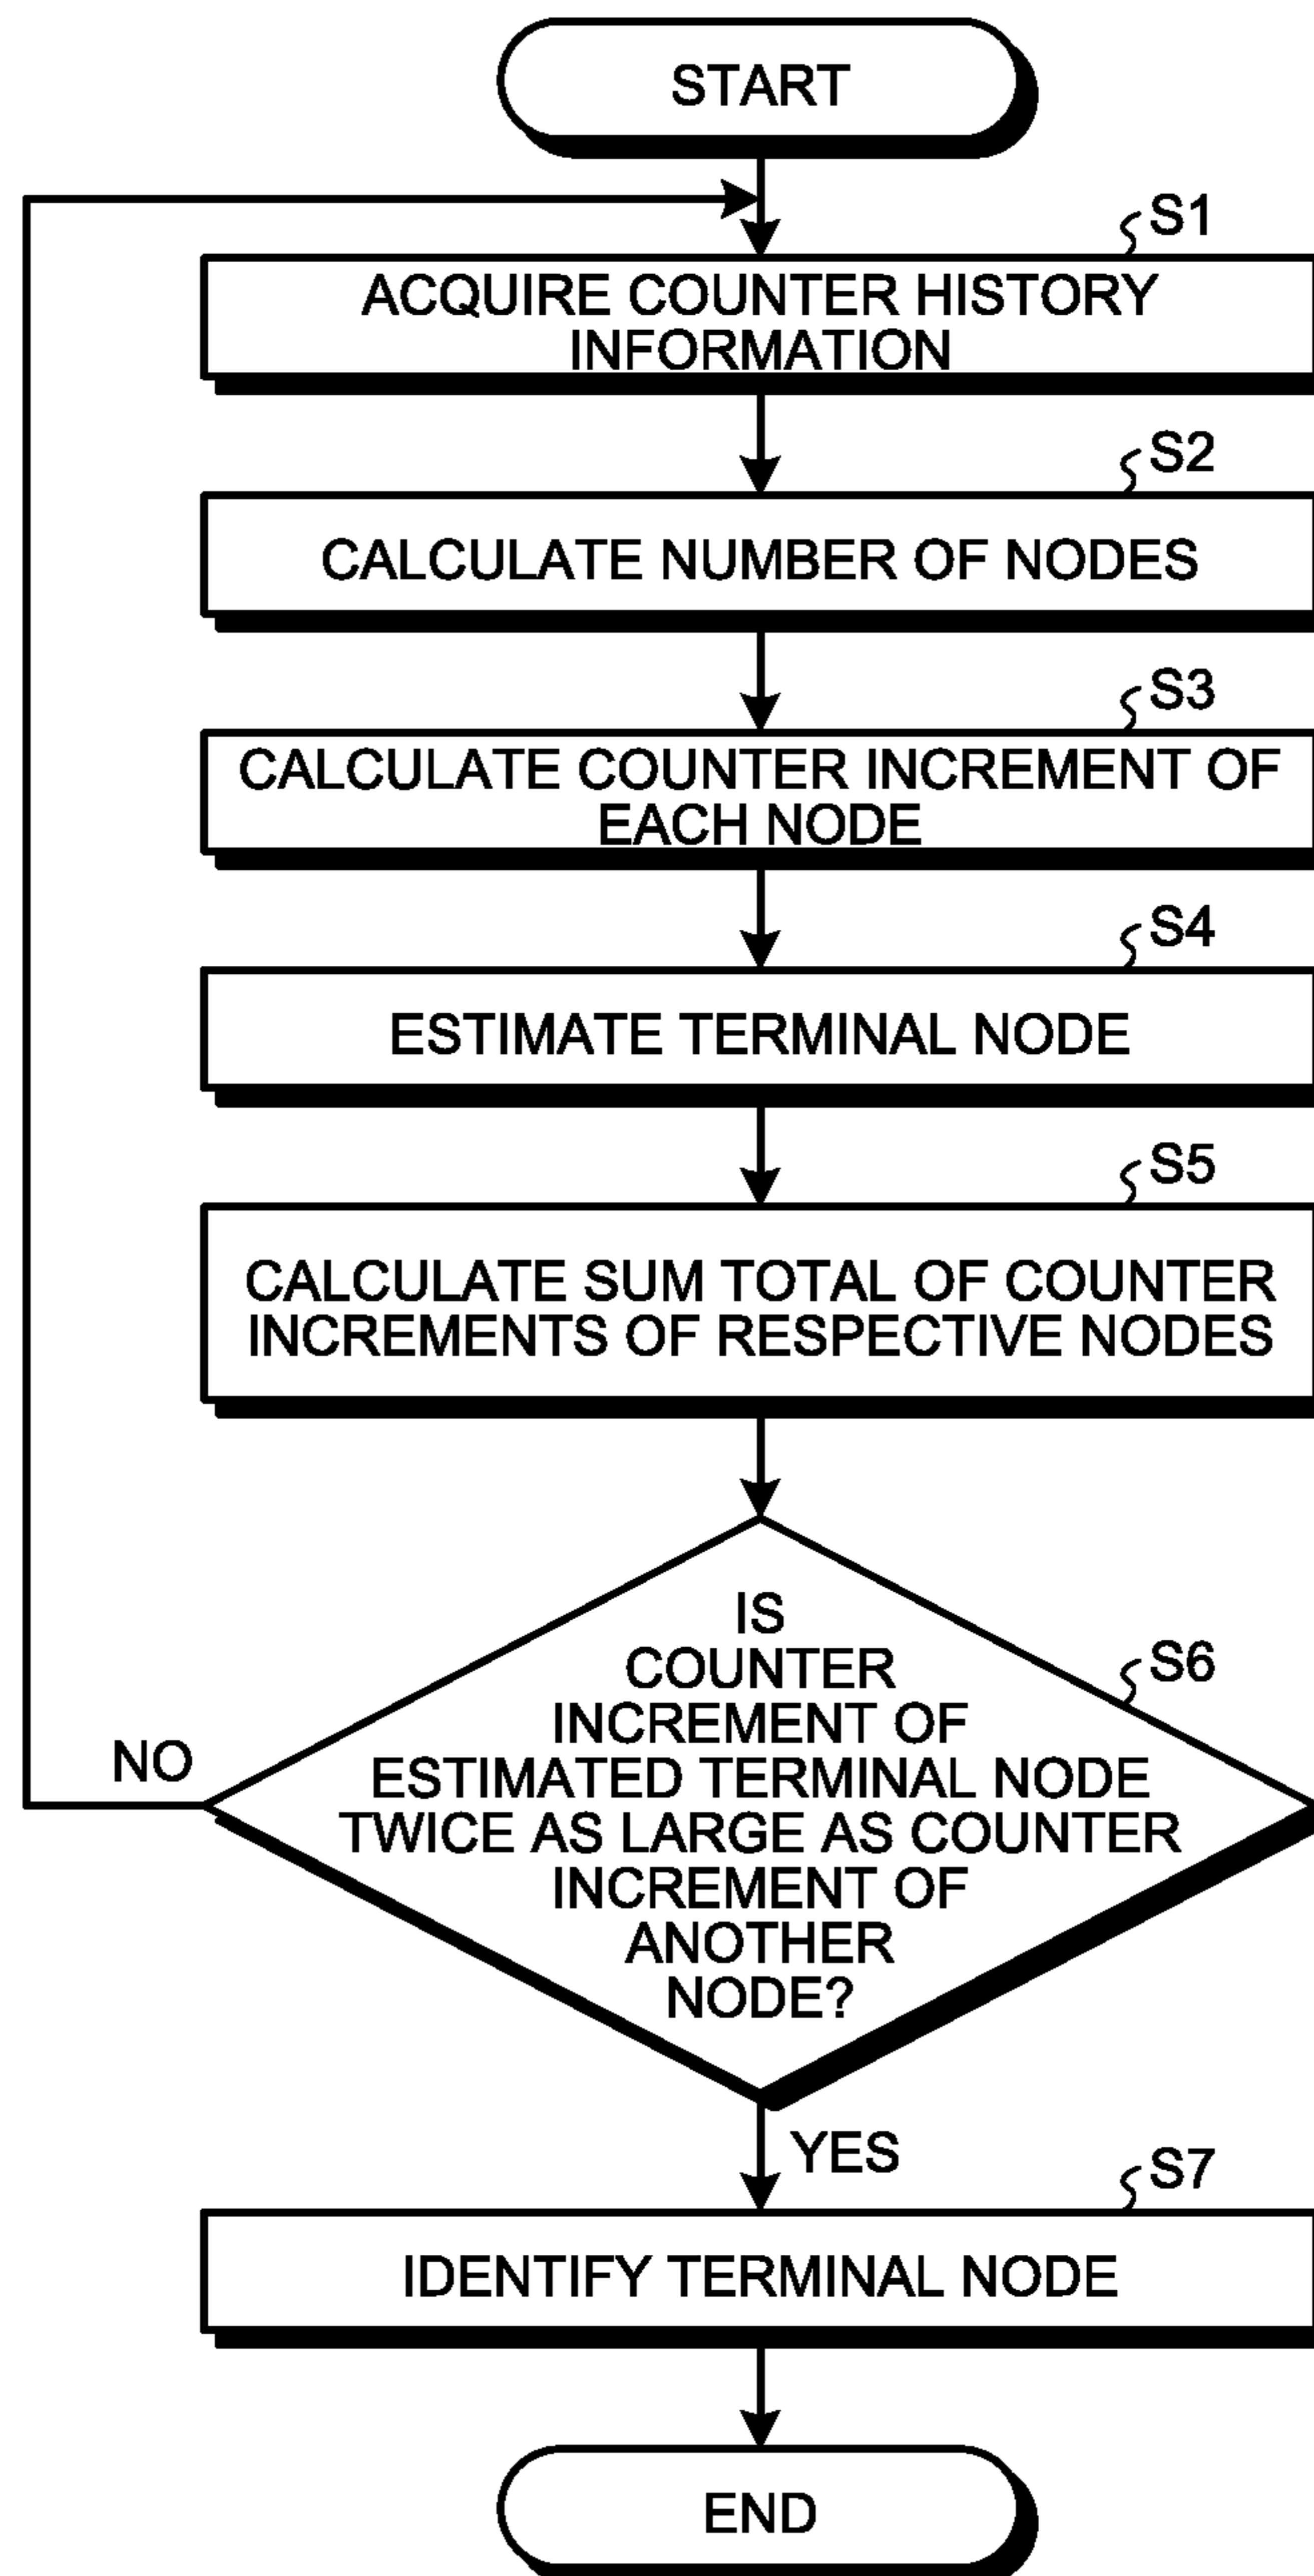 START
S1
ACQUIRE COUNTER HISTORY
INFORMATION
S2
CALCULATE NUMBER OF NODES
S3
CALCULATE COUNTER INCREMENT OF
EACH NODE
S4
ESTIMATE TERMINAL NODE
S5
CALCULATE SUM TOTAL OF COUNTER
INCREMENTS OF RESPECTIVE NODES
S6
IS
COUNTER
INCREMENT OF
ESTIMATED TERMINAL NODE
TWICE AS LARGE AS COUNTER
INCREMENT OF
ANOTHER
NODE?
NO
YES
S7
IDENTIFY TERMINAL NODE
END